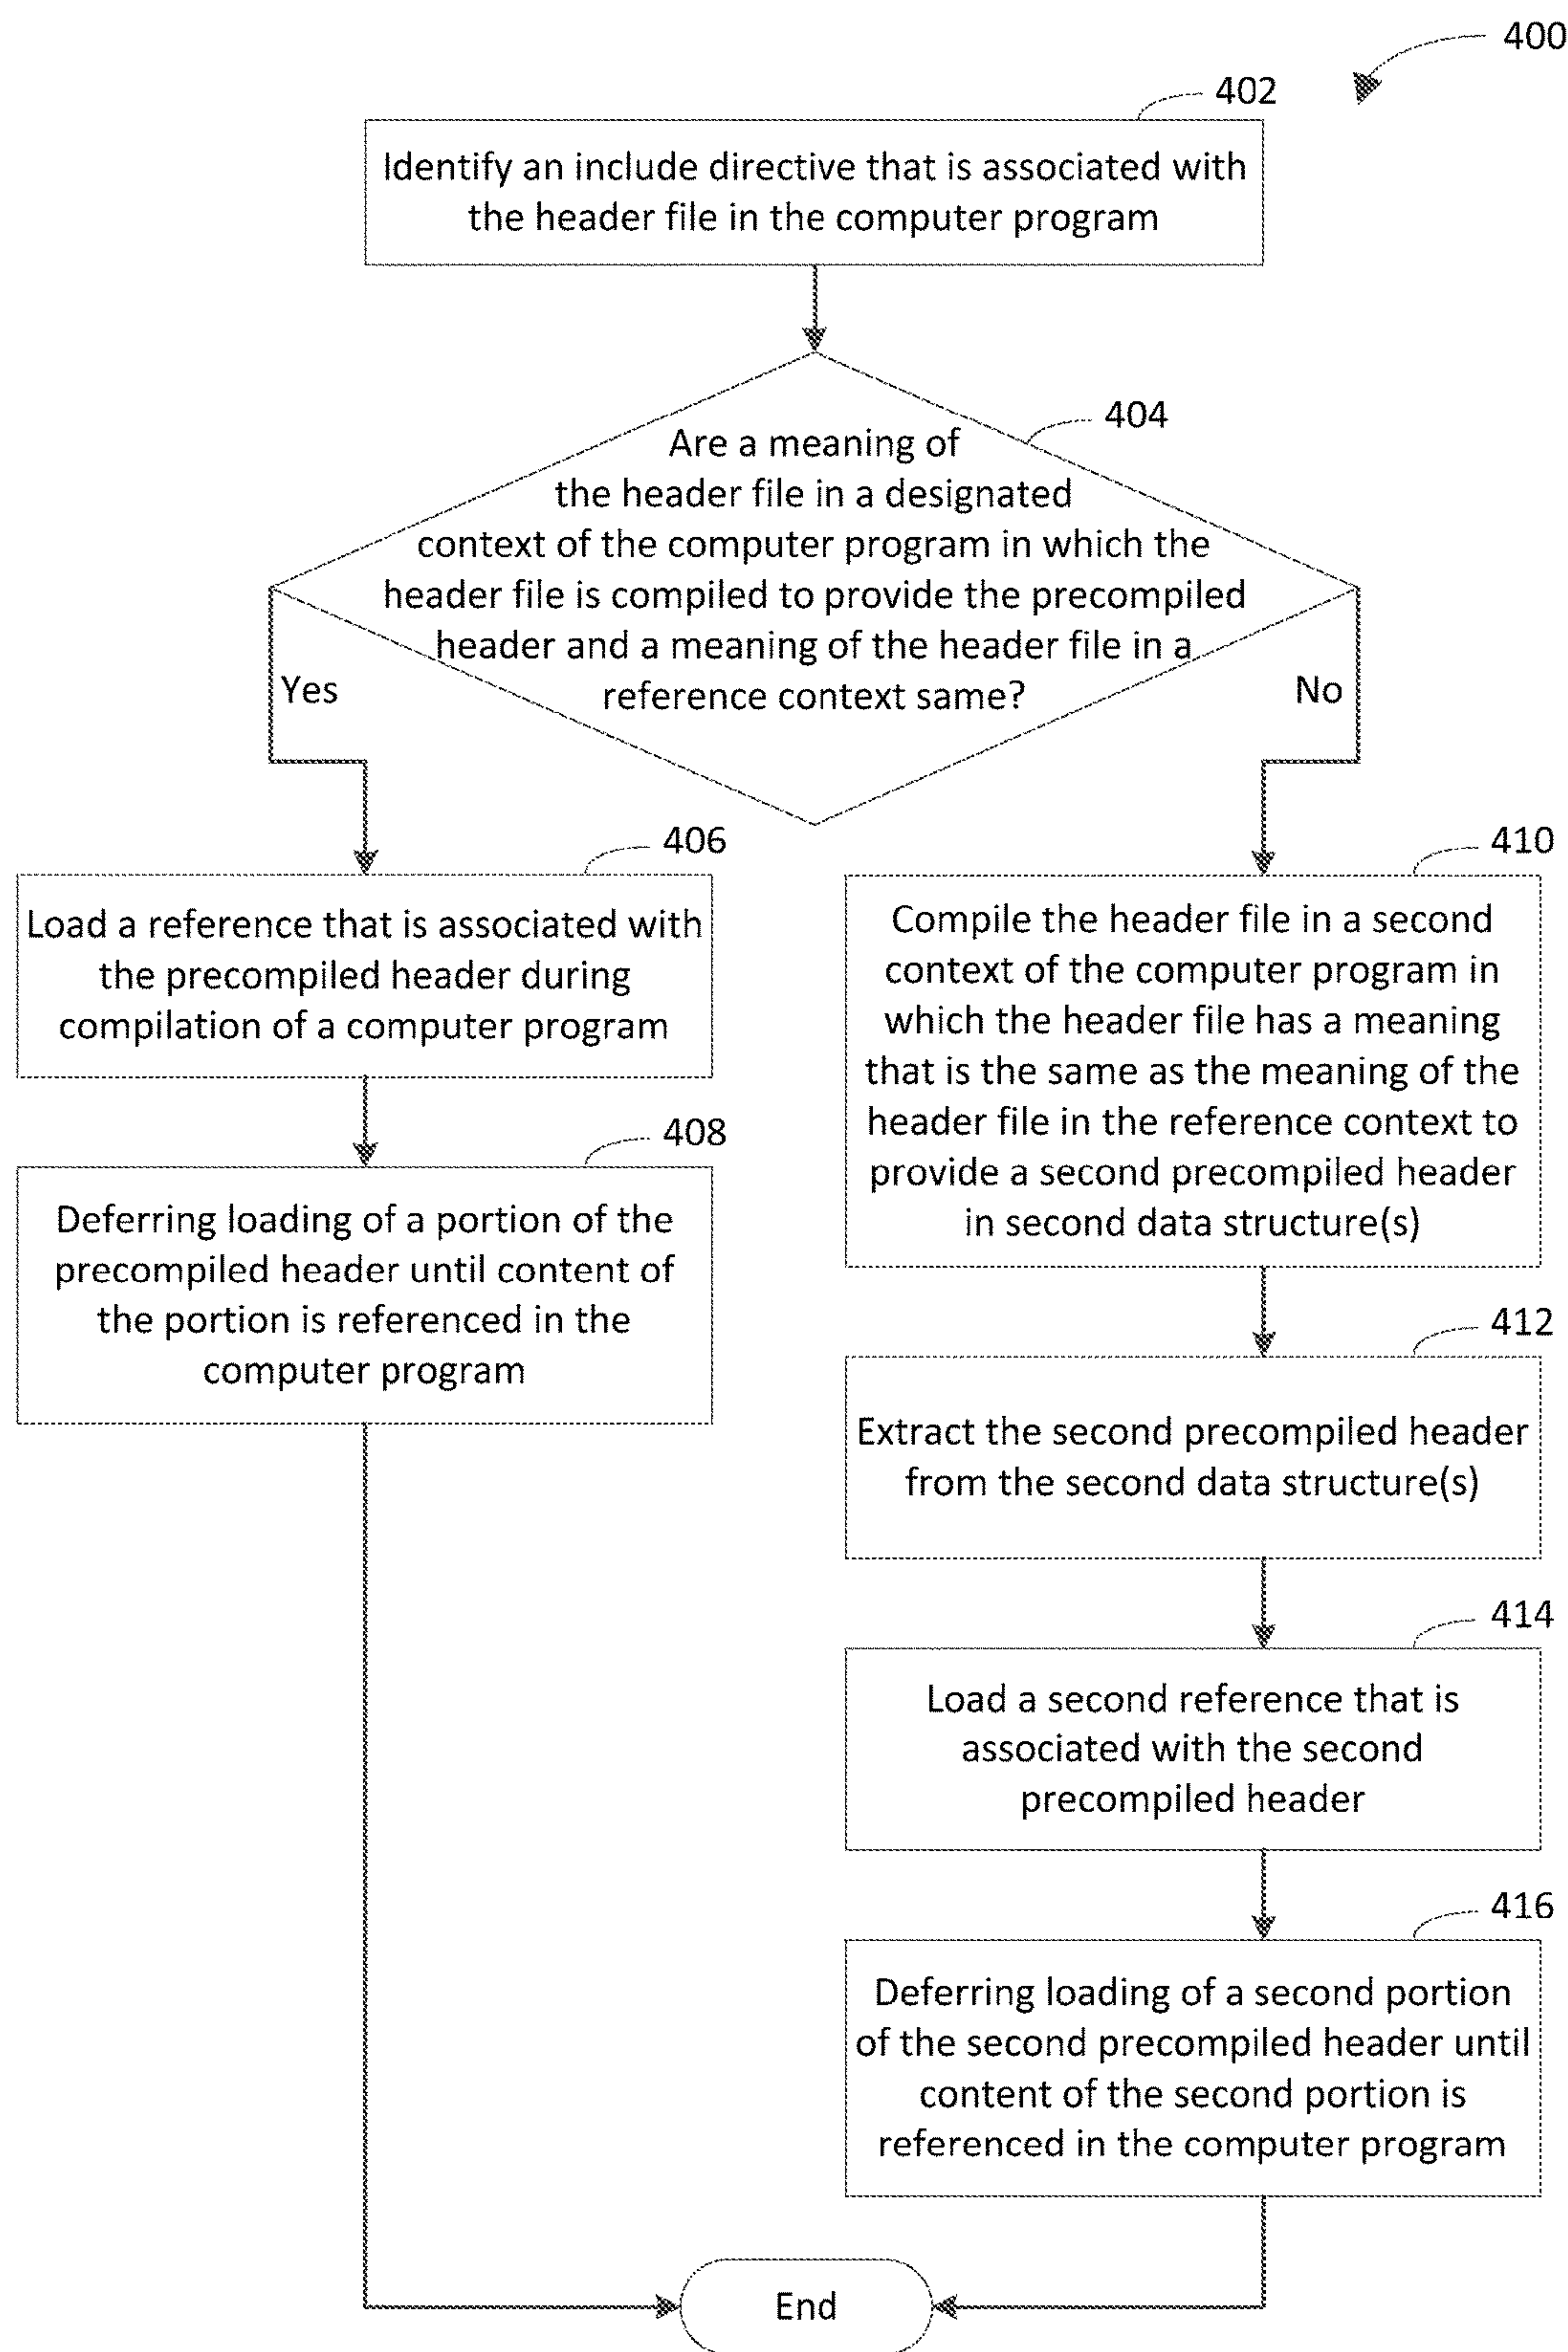 400
402
Identify an include directive that is associated with
the header file in the computer program
404
Are a meaning of
the header file in a designated
context of the computer program in which the
header file is compiled to provide the precompiled
header and a meaning of the header file in a
reference context same?
Yes
No
406
Load a reference that is associated with
the precompiled header during
compilation of a computer program
408
Deferring loading of a portion of the
precompiled header until content of
the portion is referenced in the
computer program
410
Compile the header file in a second
context of the computer program in
which the header file has a meaning
that is the same as the meaning of the
header file in the reference context to
provide a second precompiled header
in second data structure(s)
412
Extract the second precompiled header
from the second data structure(s)
414
Load a second reference that is
associated with the second
precompiled header
416
Deferring loading of a second portion
of the second precompiled header until
content of the second portion is
referenced in the computer program
End